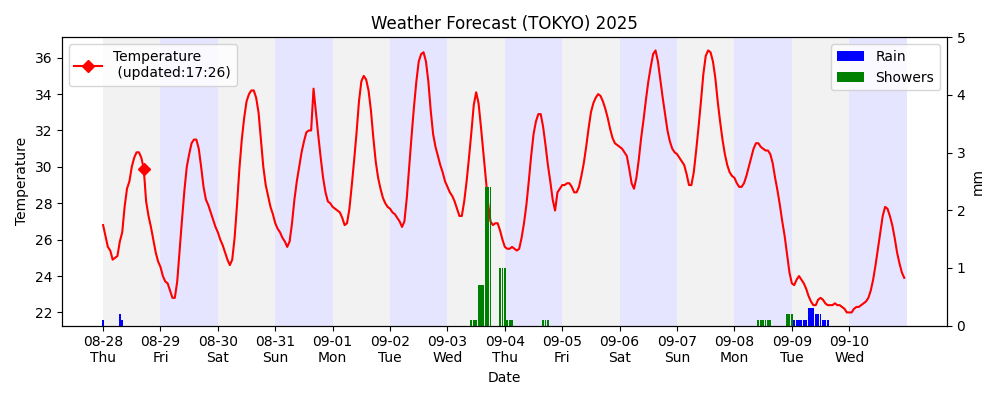 Weather Forecast (TOKYO) 2025
Temperature
(updated:17:26)
Rain
Showers
Temperature
36
34
32
30
28
26
24
22
5
4
3
2
1
0
mm
08-28 08-29 08-30 08-31 09-01 09-02 09-03 09-04 09-05 09-06 09-07 09-08 09-09 09-10
Thu Fri Sat Sun Mon Tue Wed Thu Fri Sat Sun Mon Tue Wed
Date